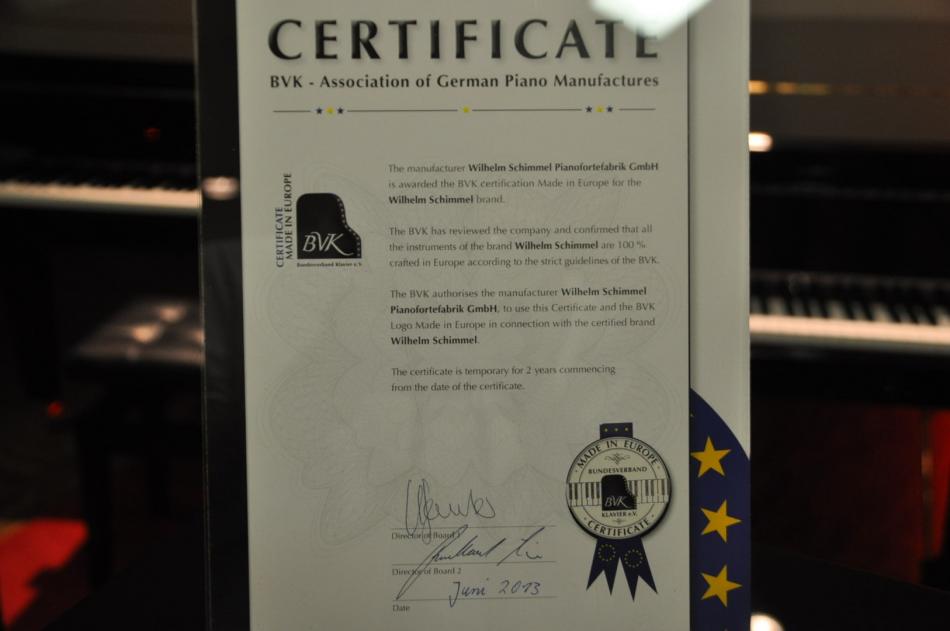 CERTIFICATE
BVK - Association of German Piano Manufactures
CERTIFICATE
MADE IN EUROPE
BVK
Bundesverband Klavier e.V.
The manufacturer Wilhelm Schimmel Pianofortefabrik GmbH
is awarded the BVK certification Made in Europe for the
Wilhelm Schimmel brand.
The BVK has reviewed the company and confirmed that all
the instruments of the brand Wilhelm Schimmel are 100 %
crafted in Europe according to the strict guidelines of the BVK.
The BVK authorises the manufacturer Wilhelm Schimmel
Pianofortefabrik GmbH, to use this Certificate and the BVK
Logo Made in Europe in connection with the certified brand
Wilhelm Schimmel.
The certificate is temporary for 2 years commencing
from the date of the certificate.
Director of Board 1
Director of Board 2
Juni 2013
Date
MADE IN EUROPE
BUNDESVERBAND
BVK
KLAVIER e.V.
CERTIFICATE